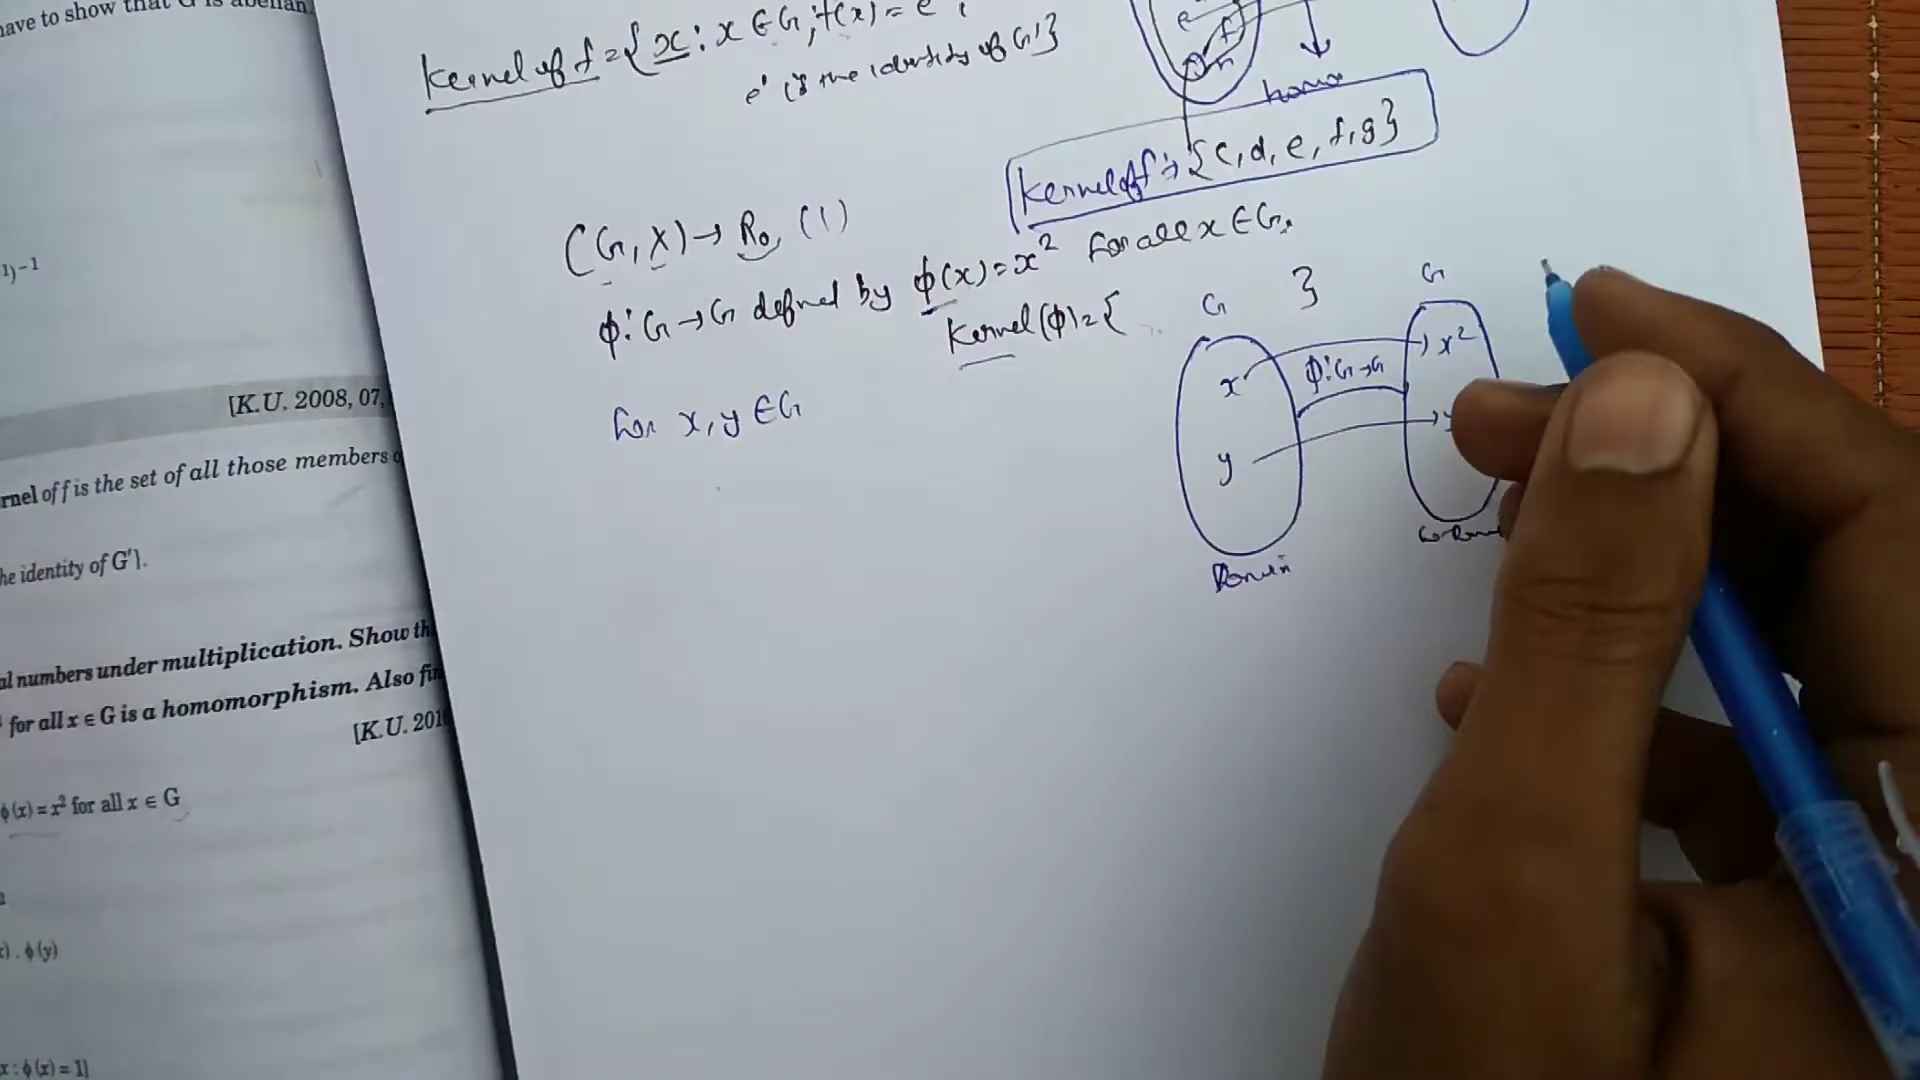 have to show that G is abelian.
1)-1
[K.U. 2008, 07,
rnel of f is the set of all those members
he identity of G'}.
al numbers under multiplication. Show th
for all x ∈ G is a homomorphism. Also fin
[K.U. 201
ϕ(x) = x² for all x ∈ G
2
). ϕ(y)
x : ϕ(x) = 1}
Kernel of f = {x : x ∈ G, f(x) = e',
e' is the identity of G'}
e
f
homo
Kernel of f = {c, d, e, f, g}
(G, X) → R₀, (1)
ϕ: G → G defined by ϕ(x) = x² for all x ∈ G.
Kernel (ϕ) = { }
for x, y ∈ G
G
G
x
x²
ϕ: G → G
y
y
Domain